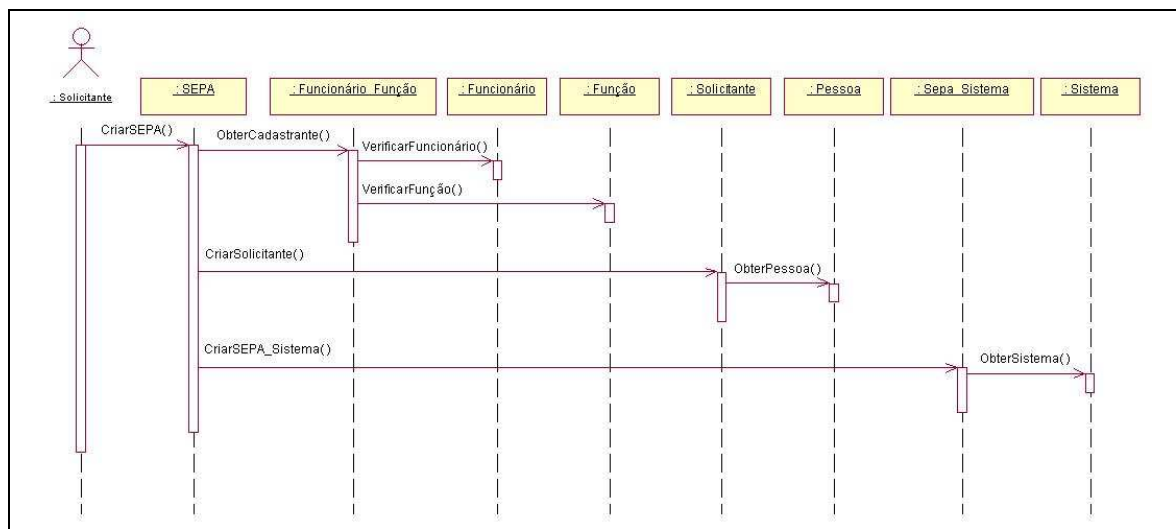 : Solicitante
: SEPA
: Funcionário_Função
: Funcionário
: Função
: Solicitante
: Pessoa
: Sepa_Sistema
: Sistema
CriarSEPA()
ObterCadastrante()
VerificarFuncionário()
VerificarFunção()
CriarSolicitante()
ObterPessoa()
CriarSEPA_Sistema()
ObterSistema()